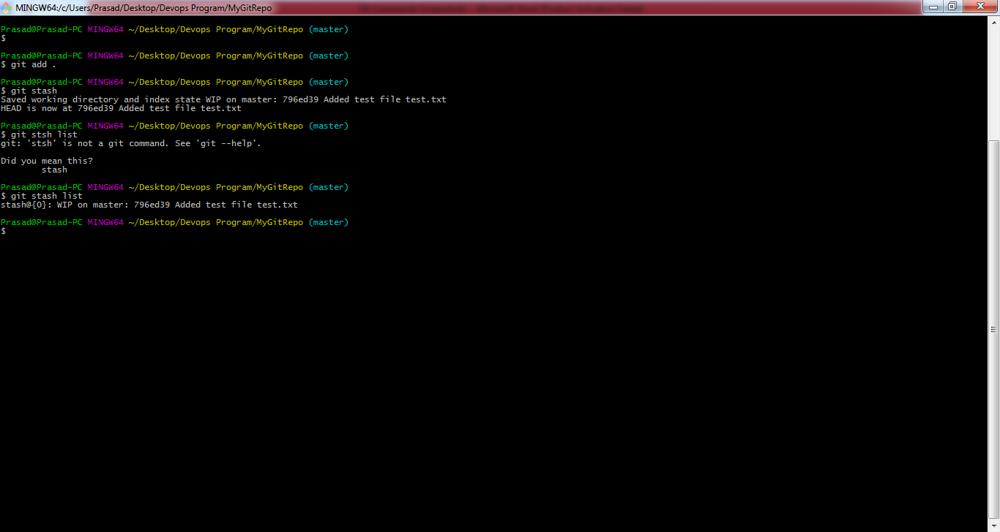 MINGW64:/c/Users/Prasad/Desktop/Devops Program/MyGitRepo
Prasad@Prasad-PC MINGW64 ~/Desktop/Devops Program/MyGitRepo (master)
$
Prasad@Prasad-PC MINGW64 ~/Desktop/Devops Program/MyGitRepo (master)
$ git add .
Prasad@Prasad-PC MINGW64 ~/Desktop/Devops Program/MyGitRepo (master)
$ git stash
Saved working directory and index state WIP on master: 796ed39 Added test file test.txt
HEAD is now at 796ed39 Added test file test.txt
Prasad@Prasad-PC MINGW64 ~/Desktop/Devops Program/MyGitRepo (master)
$ git stsh list
git: 'stsh' is not a git command. See 'git --help'.
Did you mean this?
stash
Prasad@Prasad-PC MINGW64 ~/Desktop/Devops Program/MyGitRepo (master)
$ git stash list
stash@{0}: WIP on master: 796ed39 Added test file test.txt
Prasad@Prasad-PC MINGW64 ~/Desktop/Devops Program/MyGitRepo (master)
$